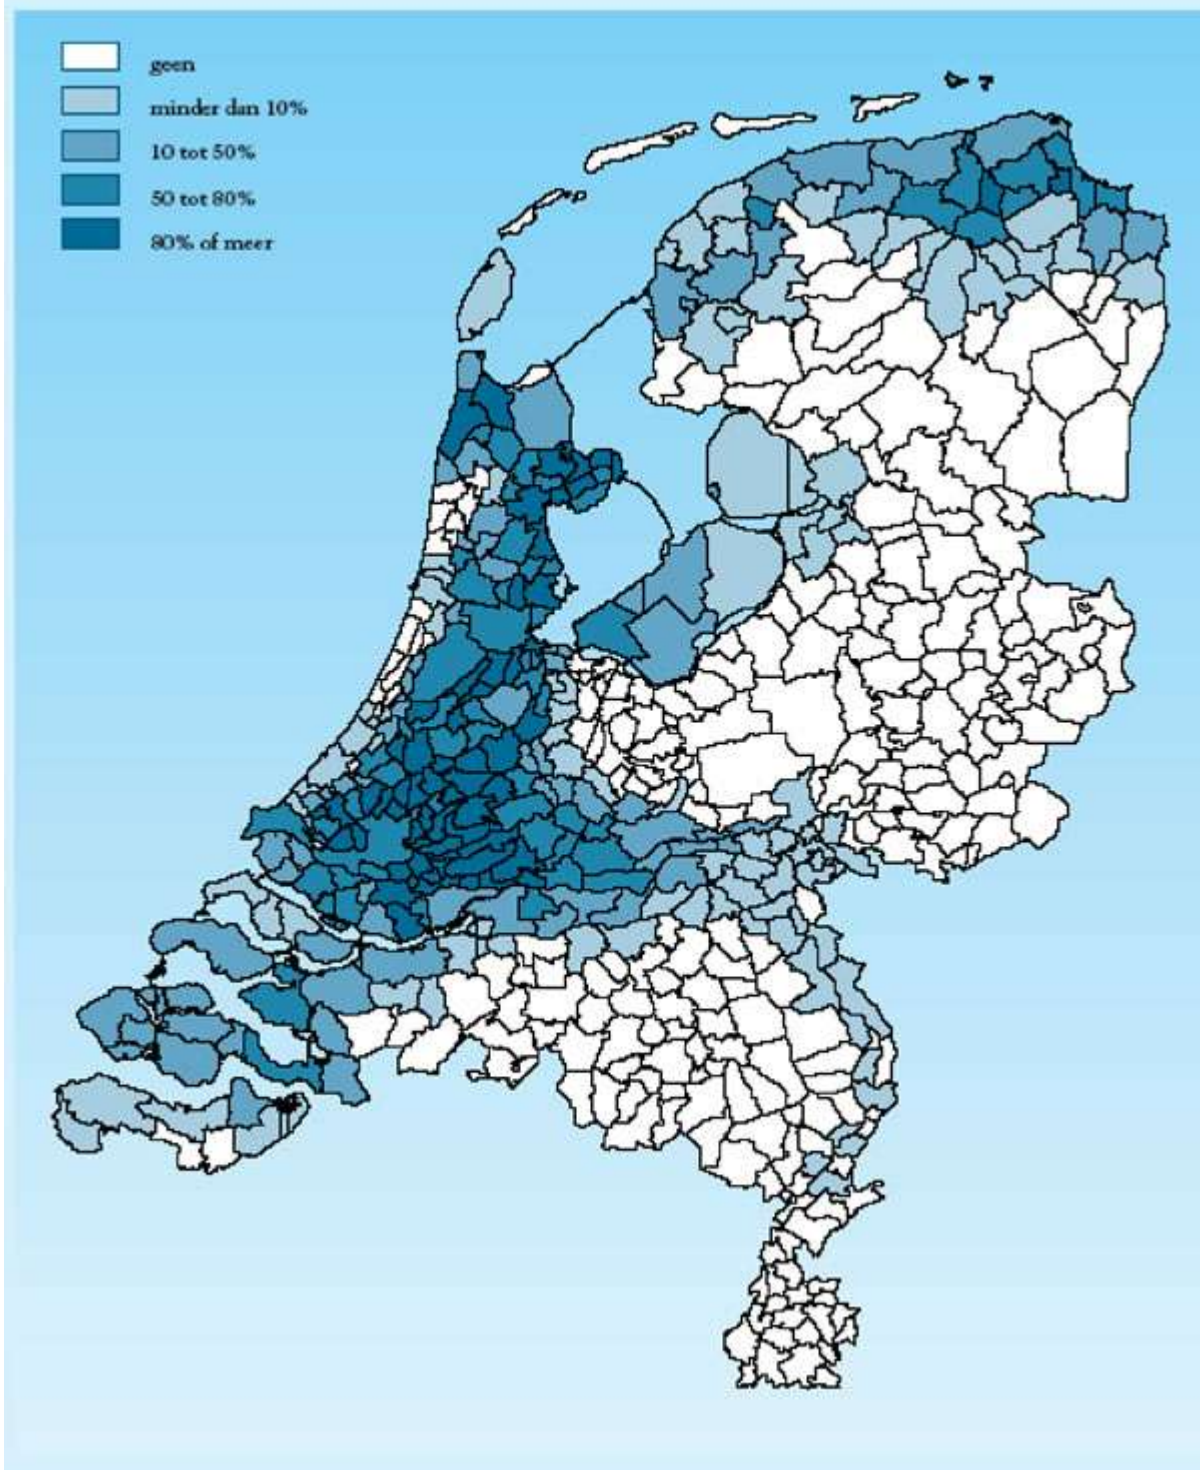 geen
minder dan 10%
10 tot 50%
50 tot 80%
80% of meer